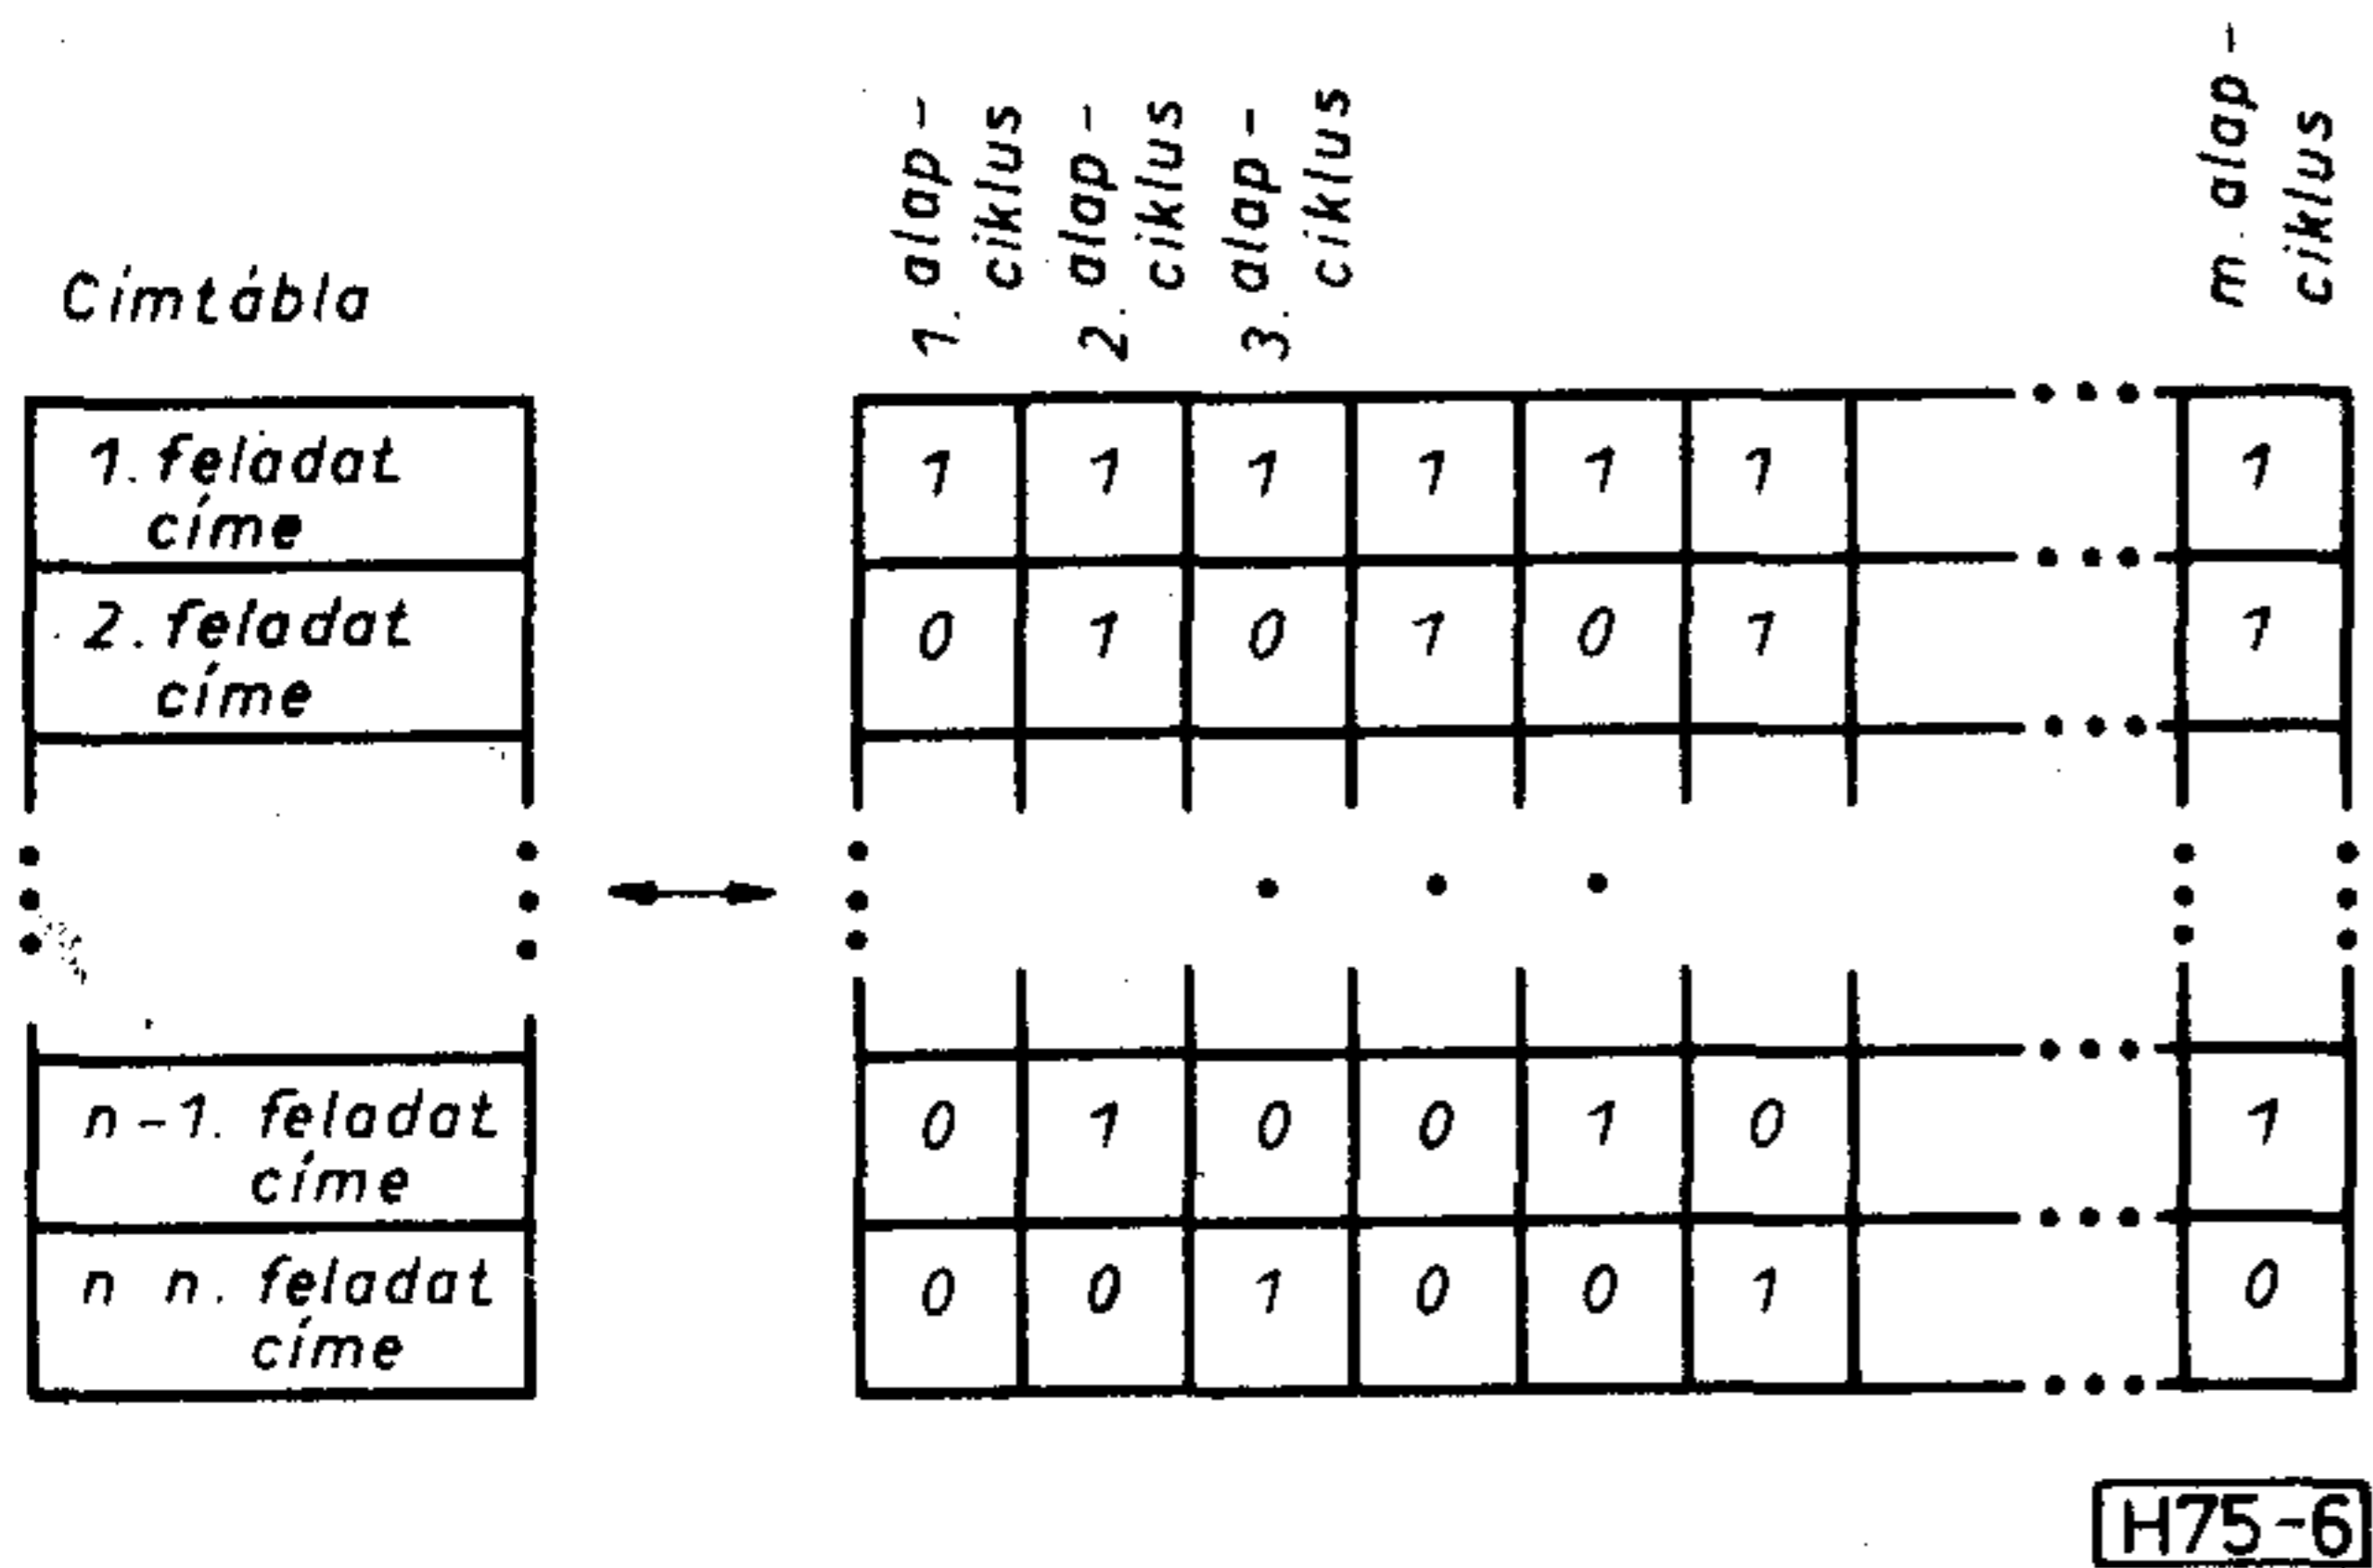 Cimtábla
1. alap-
ciklus
2. alap-
ciklus
3. alap-
ciklus
m. alap-
ciklus
1. feladat
címe
1 1 1 1 1 1 1
2. feladat
címe
0 1 0 1 0 1 1
n-1. feladat
címe
0 1 0 0 1 0 1
n n. feladat
címe
0 0 1 0 0 1 0
H75-6